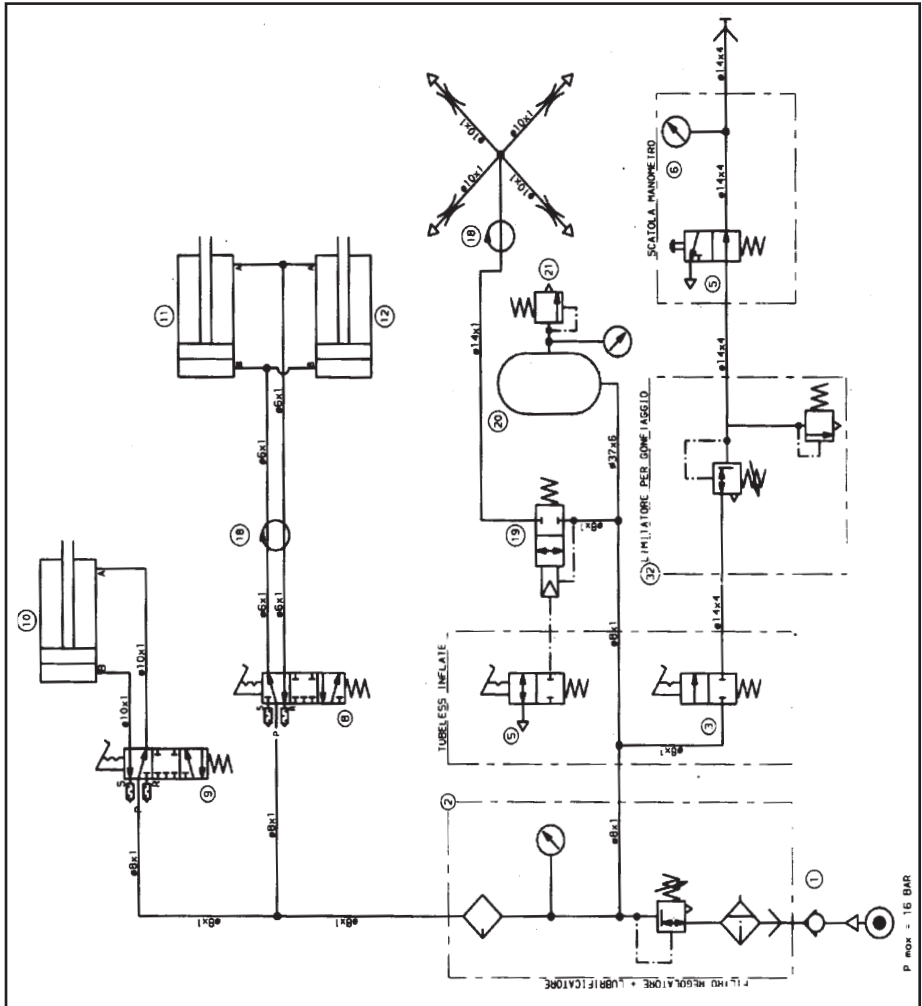 ø14x4
SCATOLA MANOMETRO
6
ø14x4
5
ø14x4
LIMITATORE PER GONFIAGGIO
32
ø14x4
ø10x1
ø10x1
ø10x1
ø10x1
18
21
ø14x1
20
ø37x6
19
ø8x1
ø8x1
TUBELESS INFLATE
5
3
ø8x1
11
12
A
A
B
B
ø6x1
ø6x1
18
ø6x1
ø6x1
S
R
P
8
10
A
B
ø10x1
ø10x1
S
R
P
9
ø8x1
ø8x1
ø8x1
ø8x1
2
ø8x1
FILTRO REGOLATORE + LUBRIFICATORE
1
P max = 16 BAR